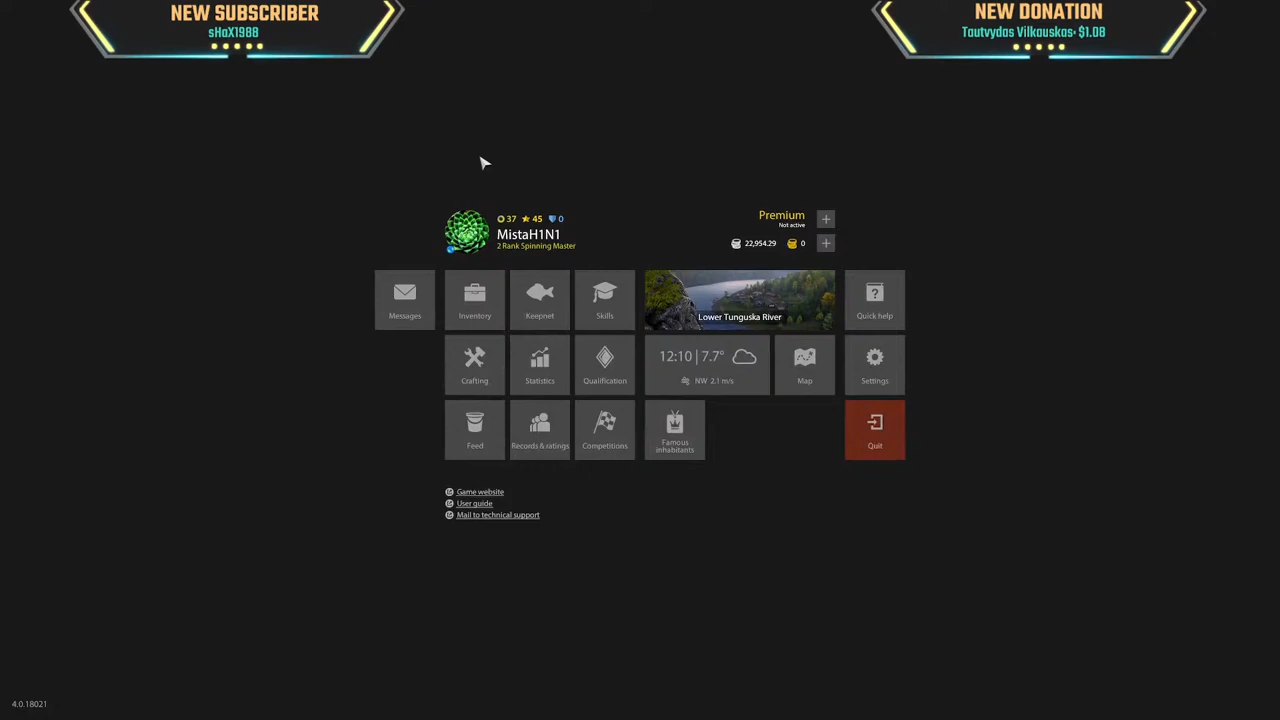 NEW SUBSCRIBER
sHaX1988
NEW DONATION
Tautvydas Vilkauskas• $1.08
37 45 0
MistaH1N1
2 Rank Spinning Master
Premium
Not active
22,954.29 0
Messages
Inventory
Keepnet
Skills
Lower Tunguska River
Quick help
Crafting
Statistics
Qualification
12:10 | 7.7°
NW 2.1 m/s
Map
Settings
Feed
Records & ratings
Competitions
Famous
inhabitants
Quit
Game website
User guide
Mail to technical support
4.0.18021